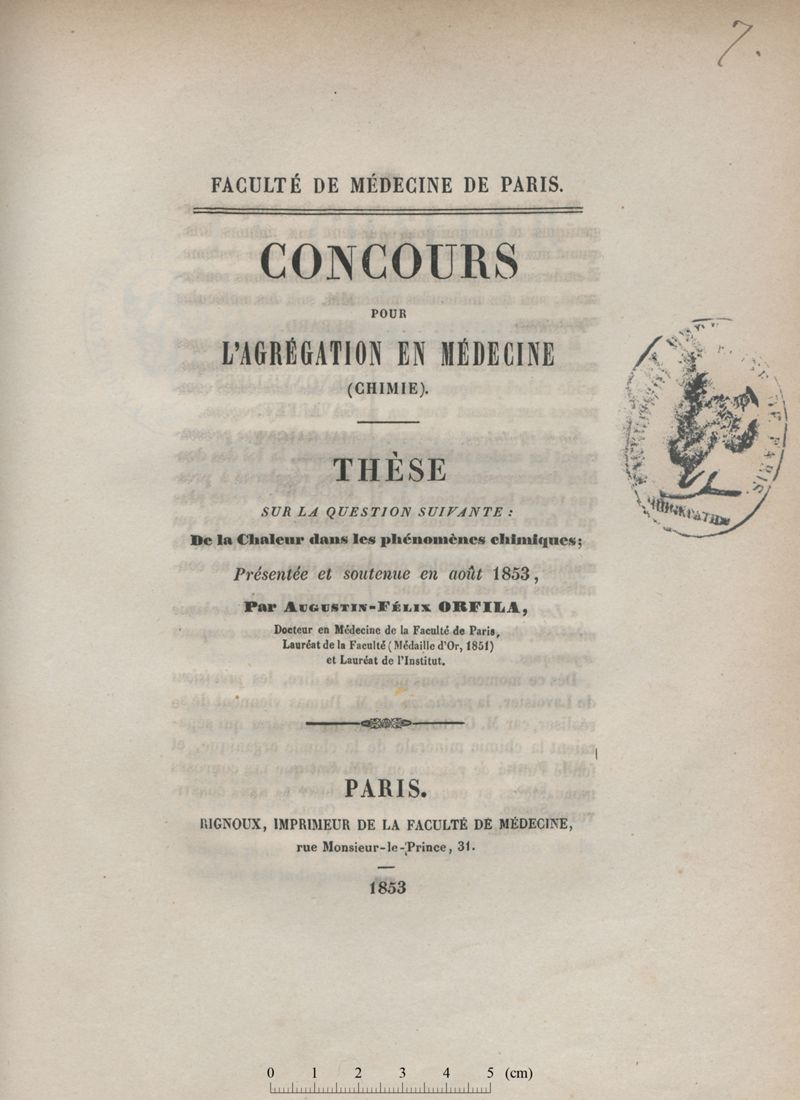 7.
FACULTÉ DE MÉDECINE DE PARIS.
CONCOURS
POUR
L'AGRÉGATION EN MÉDECINE
(CHIMIE).
THÈSE
SUR LA QUESTION SUIVANTE :
De la Chaleur dans les phénomènes chimiques;
Présentée et soutenue en août 1853,
Par AUGUSTIN-FÉLIX ORFILA,
Docteur en Médecine de la Faculté de Paris,
Lauréat de la Faculté (Médaille d'Or, 1851)
et Lauréat de l'Institut.
PARIS.
RIGNOUX, IMPRIMEUR DE LA FACULTÉ DE MÉDECINE,
rue Monsieur-le-Prince, 31.
1853
DE PARIS
0 1 2 3 4 5 (cm)